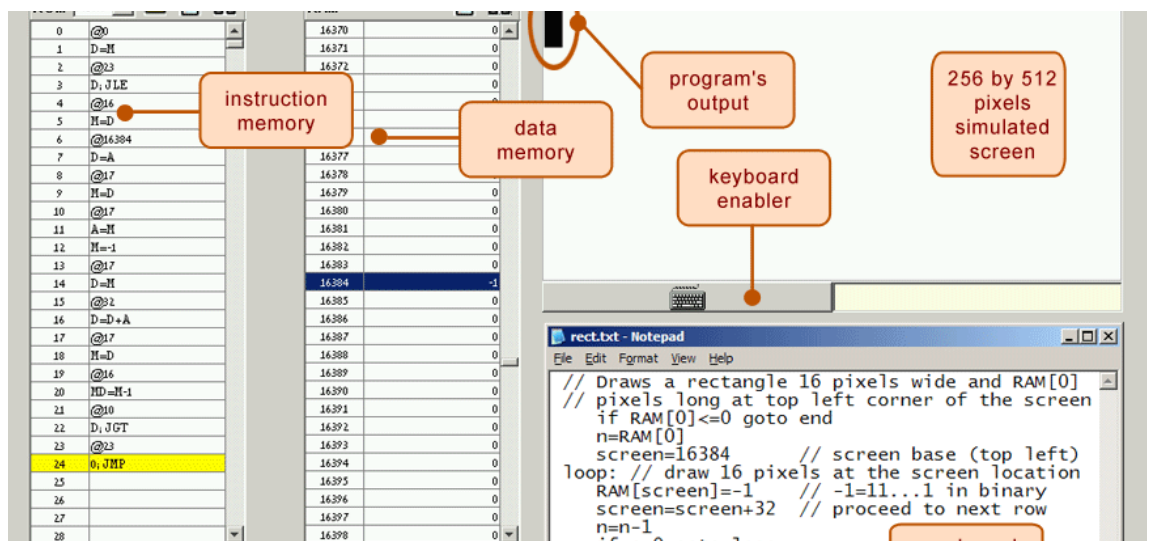 0 @0
1 D=M
2 @23
3 D;JLE
4 @16
5 M=D
6 @16384
7 D=A
8 @17
9 M=D
10 @17
11 A=M
12 M=-1
13 @17
14 D=M
15 @32
16 D=D+A
17 @17
18 M=D
19 @16
20 MD=M-1
21 @10
22 D;JGT
23 @23
24 0;JMP
25
26
27
28
instruction
memory
16370 0
16371 0
16372 0
0
16377
16378
16379 0
16380 0
16381 0
16382 0
16383 0
16384 -1
16385 0
16386 0
16387 0
16388 0
16389 0
16390 0
16391 0
16392 0
16393 0
16394 0
16395 0
16396 0
16397 0
16398 0
data
memory
program's
output
256 by 512
pixels
simulated
screen
keyboard
enabler
rect.txt - Notepad
File Edit Format View Help
// Draws a rectangle 16 pixels wide and RAM[0]
// pixels long at top left corner of the screen
if RAM[0]<=0 goto end
n=RAM[0]
screen=16384 // screen base (top left)
loop: // draw 16 pixels at the screen location
RAM[screen]=-1 // -1=11...1 in binary
screen=screen+32 // proceed to next row
n=n-1